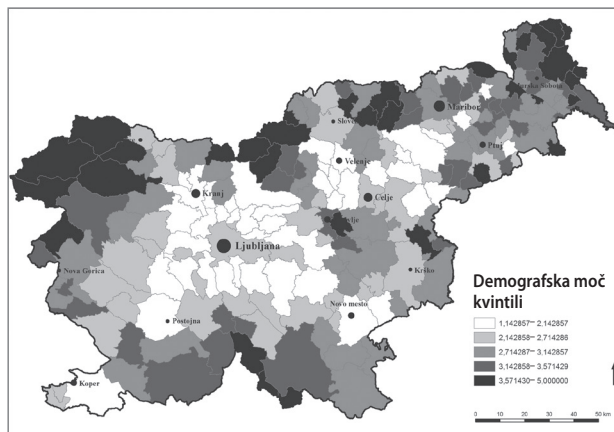 Murska Sobota
Maribor
Ptuj
Velenje
Kranj
Celje
Ljubljana
Nova Gorica
Krško
Novo mesto
Postojna
Koper
Demografska moč
kvintili
1,142857– 2,142857
2,142858– 2,714286
2,714287– 3,142857
3,142858– 3,571429
3,571430– 5,000000
0 10 20 30 40 50 km